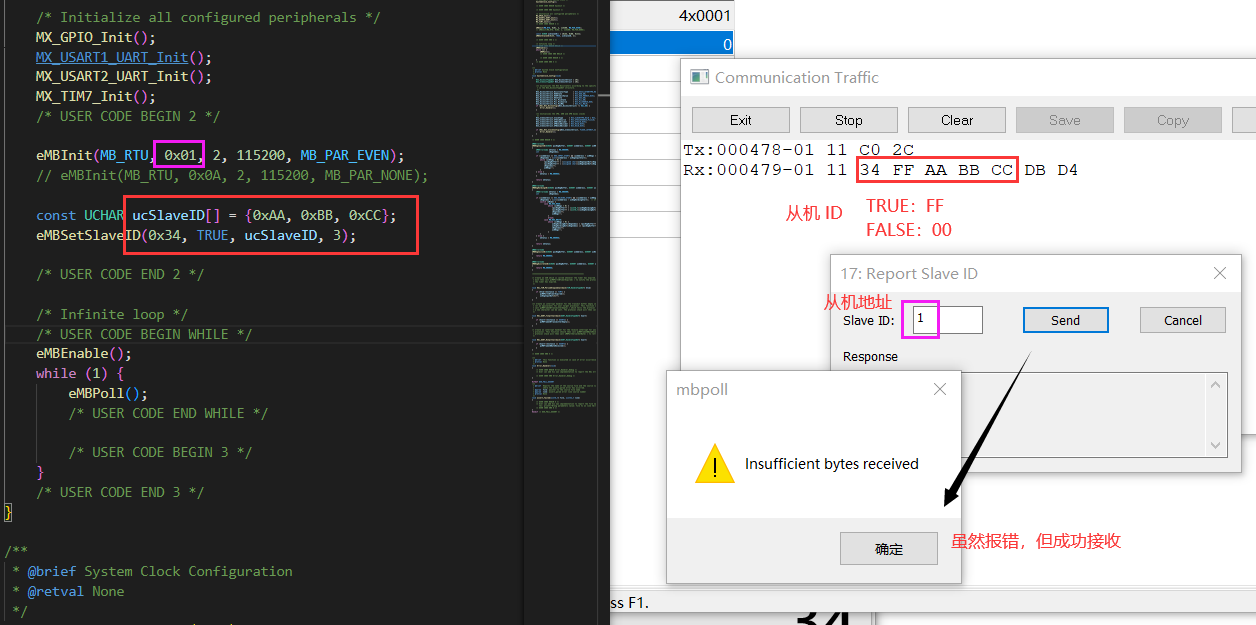 /* Initialize all configured peripherals */
MX_GPIO_Init();
MX_USART1_UART_Init();
MX_USART2_UART_Init();
MX_TIM7_Init();
/* USER CODE BEGIN 2 */
eMBInit(MB_RTU, 0x01, 2, 115200, MB_PAR_EVEN);
// eMBInit(MB_RTU, 0x0A, 2, 115200, MB_PAR_NONE);
const UCHAR ucSlaveID[] = {0xAA, 0xBB, 0xCC};
eMBSetSlaveID(0x34, TRUE, ucSlaveID, 3);
/* USER CODE END 2 */
/* Infinite loop */
/* USER CODE BEGIN WHILE */
eMBEnable();
while (1) {
eMBPoll();
/* USER CODE END WHILE */
/* USER CODE BEGIN 3 */
}
/* USER CODE END 3 */
}
/**
* @brief System Clock Configuration
* @retval None
*/
4x0001
0
Communication Traffic
Exit Stop Clear Save Copy
Tx:000478-01 11 C0 2C
Rx:000479-01 11 34 FF AA BB CC DB D4
从机 ID
TRUE：FF
FALSE：00
17: Report Slave ID
从机地址
Slave ID: 1 Send Cancel
Response
mbpoll
Insufficient bytes received
确定
虽然报错，但成功接收
ss F1.
34